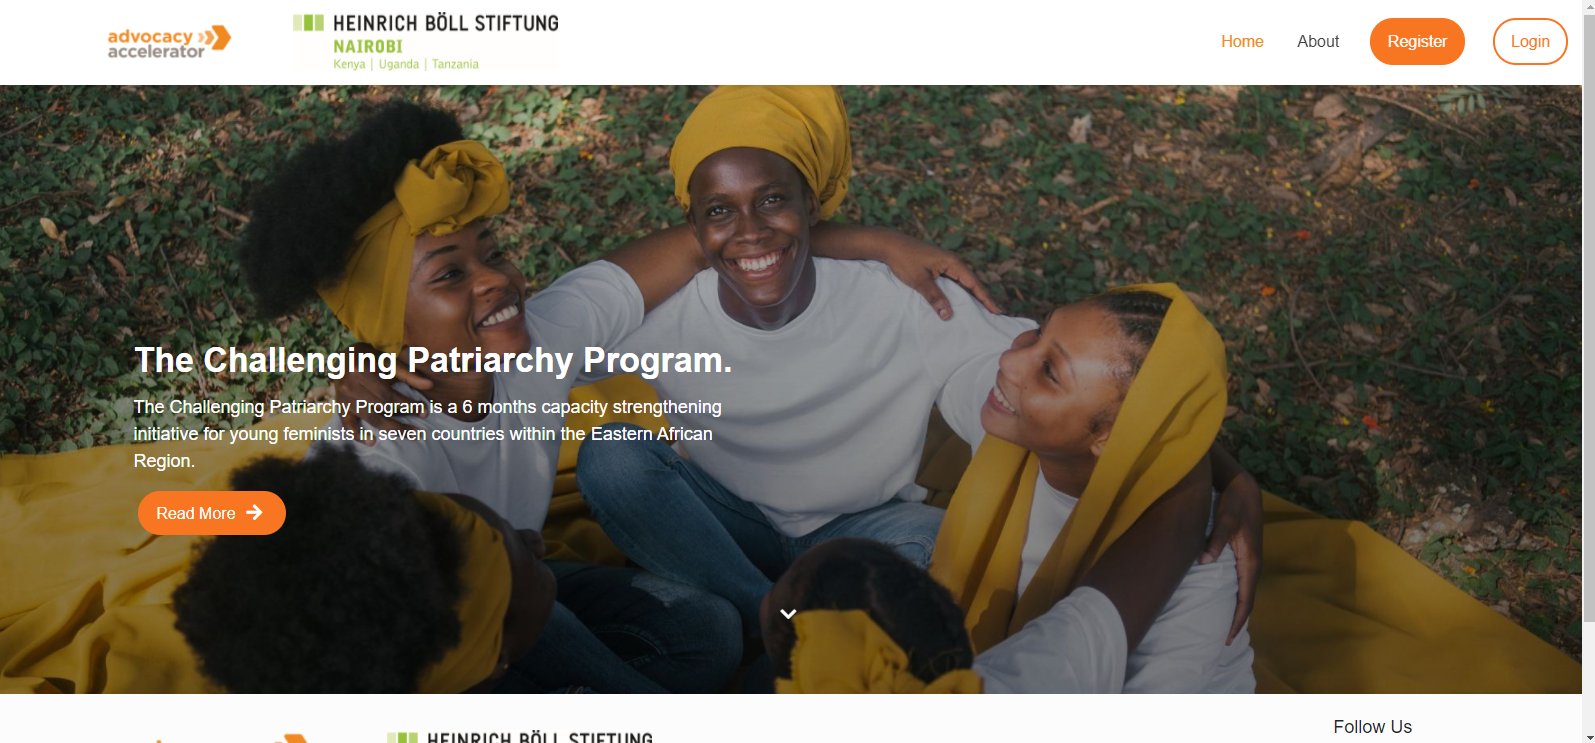 advocacy
accelerator
HEINRICH BÖLL STIFTUNG
NAIROBI
Kenya | Uganda | Tanzania
Home
About
Register
Login
The Challenging Patriarchy Program.
The Challenging Patriarchy Program is a 6 months capacity strengthening
initiative for young feminists in seven countries within the Eastern African
Region.
Read More
HEINRICH BÖLL STIFTUNG
Follow Us